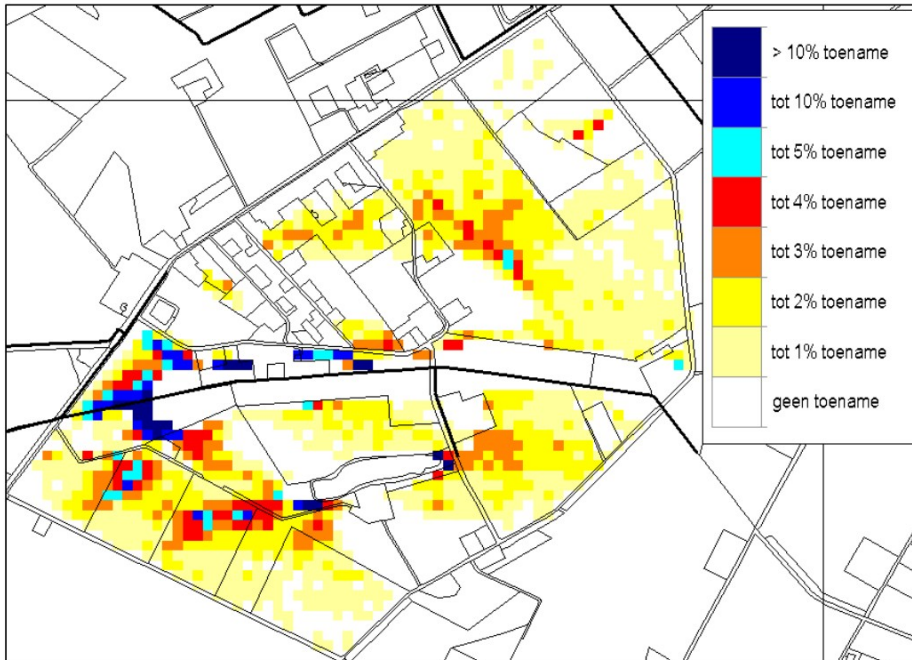 > 10% toename
tot 10% toename
tot 5% toename
tot 4% toename
tot 3% toename
tot 2% toename
tot 1% toename
geen toename